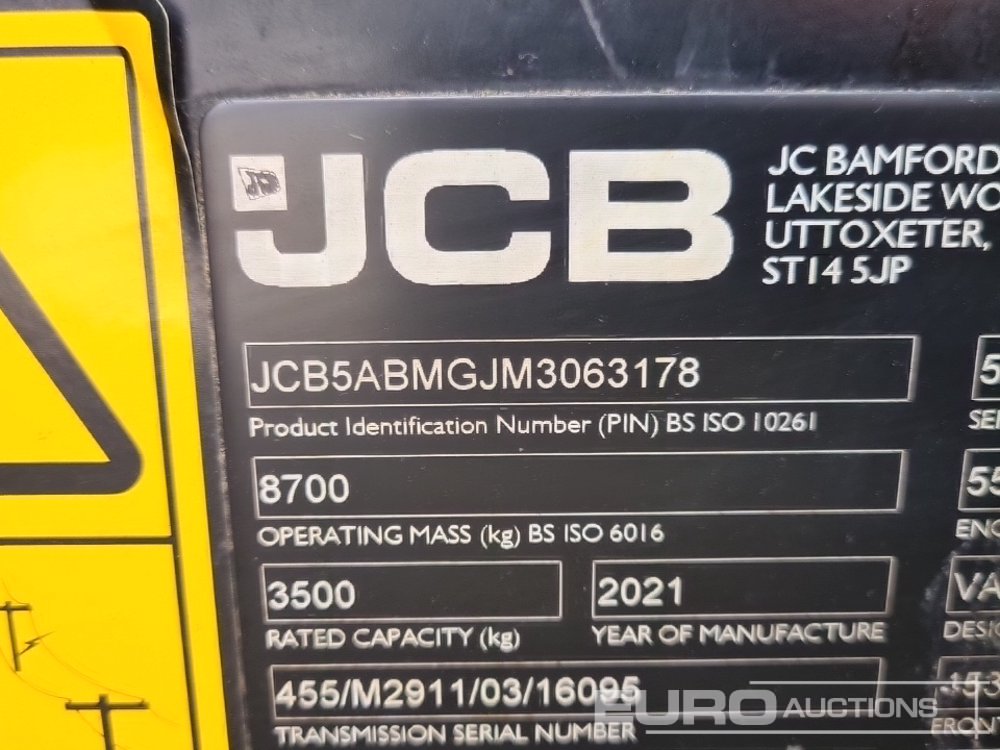 JCB
JC BAMFORD
LAKESIDE
UTTOXETER,
ST14 5JP
JCB5ABMGJM3063178
Product Identification Number (PIN) BS ISO 10261
8700
OPERATING MASS (kg) BS ISO 6016
3500
2021
RATED CAPACITY (kg)
YEAR OF MANUFACTURE
455/M2911/03/16095
TRANSMISSION SERIAL NUMBER
FRONT
EURO AUCTIONS